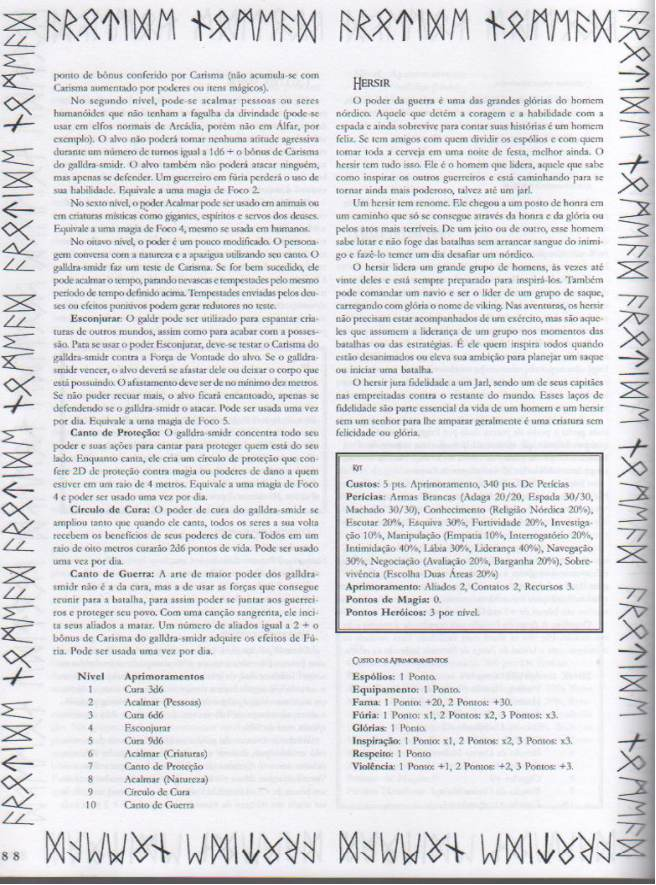 ponto de bônus conferido por Carisma (não acumula-se com
Carisma aumentado por poderes ou itens mágicos).
No segundo nível, pode-se acalmar pessoas ou seres
humanóides que não tenham a fagulha da divindade (pode-se
usar em elfos normais de Arcádia, porém não em Álfar, por
exemplo). O alvo não poderá tomar nenhuma atitude agressiva
durante um número de turnos igual a 1d6 + o bônus de Carisma
do galldra-smidr. O alvo também não poderá atacar ninguém,
mas apenas se defender. Um guerreiro em fúria perderá o uso de
sua habilidade. Equivale a uma magia de Foco 2.
No sexto nível, o poder Acalmar pode ser usado em animais ou
em criaturas místicas como gigantes, espíritos e servos dos deuses.
Equivale a uma magia de Foco 4, mesmo se usada em humanos.
No oitavo nível, o poder é um pouco modificado. O persona-
gem conversa com a natureza e a apazigua utilizando seu canto. O
galldra-smidr faz um teste de Carisma. Se for bem sucedido, ele
pode acalmar o tempo, parando nevascas e tempestades pelo mesmo
período de tempo definido acima. Tempestades enviadas pelos deu-
ses ou efeitos punitivos podem gerar redutores no teste.
Esconjurar: O galdr pode ser utilizado para espantar cria-
turas de outros mundos, assim como para acabar com a posses-
são. Para se usar o poder Esconjurar, deve-se testar o Carisma do
galldra-smidr contra a Força de Vontade do alvo. Se o galldra-
smidr vencer, o alvo deverá se afastar dele ou deixar o corpo que
está possuindo. O afastamento deve ser de no mínimo dez metros.
Se não puder recuar mais, o alvo ficará encantoado, apenas se
defendendo se o galldra-smidr o atacar. Pode ser usada uma vez
por dia. Equivale a uma magia de Foco 5.
Canto de Proteção: O galldra-smidr concentra todo seu
poder e suas ações para cantar para proteger quem está do seu
lado. Enquanto canta, ele cria um círculo de proteção que con-
fere 2D de proteção contra magia ou poderes de dano a quem
estiver em um raio de 4 metros. Equivale a uma magia de Foco
4 e poder ser usado uma vez por dia.
Círculo de Cura: O poder de cura do galldra-smidr se
ampliou tanto que quando ele canta, todos os seres a sua volta
recebem os benefícios de seus poderes de cura. Todos em um
raio de oito metros curarão 2d6 pontos de vida. Pode ser usado
uma vez por dia.
Canto de Guerra: A arte de maior poder dos galldra-
smidr não é a da cura, mas a de usar as forças que consegue
reunir para a batalha, para assim poder se juntar aos guerrei-
ros e proteger seu povo. Com uma canção sangrenta, ele inci-
ta seus aliados a matar. Um número de aliados igual a 2 + o
bônus de Carisma do galldra-smidr adquire os efeitos de Fú-
ria. Pode ser usada uma vez por dia.
Nível Aprimoramentos
1 Cura 3d6
2 Acalmar (Pessoas)
3 Cura 6d6
4 Esconjurar
5 Cura 9d6
6 Acalmar (Criaturas)
7 Canto de Proteção
8 Acalmar (Natureza)
9 Círculo de Cura
10 Canto de Guerra
HERSIR
O poder da guerra é uma das grandes glórias do homem
nórdico. Aquele que detém a coragem e a habilidade com a
espada e ainda sobrevive para contar suas histórias é um homem
feliz. Se tem amigos com quem dividir os espólios e com quem
tomar toda a cerveja em uma noite de festa, melhor ainda. O
hersir tem tudo isso. Ele é o homem que lidera, aquele que sabe
como inspirar os outros guerreiros e está caminhando para se
tornar ainda mais poderoso, talvez até um jarl.
Um hersir tem renome. Ele chegou a um posto de honra em
um caminho que só se consegue através da honra e da glória ou
pelos atos mais terríveis. De um jeito ou de outro, esse homem
sabe lutar e não foge das batalhas sem arrancar sangue do inimi-
go e fazê-lo temer um dia desafiar um nórdico.
O hersir lidera um grande grupo de homens, às vezes até
vinte deles e está sempre preparado para inspirá-los. Também
pode comandar um navio e ser o líder de um grupo de saque,
carregando com glória o nome de viking. Nas aventuras, os hersir
não precisam estar acompanhados de um exército, mas são aque-
les que assumem a liderança de um grupo nos momentos das
batalhas ou das estratégias. É ele quem inspira todos quando
estão desanimados ou eleva sua ambição para planejar um saque
ou iniciar uma batalha.
O hersir jura fidelidade a um Jarl, sendo um de seus capitães
nas empreitadas contra o restante do mundo. Esses laços de
fidelidade são parte essencial da vida de um homem e um hersir
sem um senhor para lhe amparar geralmente é uma criatura sem
felicidade ou glória.
KIT
Custos: 5 pts. Aprimoramento, 340 pts. De Perícias
Perícias: Armas Brancas (Adaga 20/20, Espada 30/30,
Machado 30/30), Conhecimento (Religião Nórdica 20%),
Escutar 20%, Esquiva 30%, Furtividade 20%, Investiga-
ção 10%, Manipulação (Empatia 10%, Interrogatório 20%,
Intimidação 40%, Lábia 30%, Liderança 40%), Navegação
30%, Negociação (Avaliação 20%, Barganha 20%), Sobre-
vivência (Escolha Duas Áreas 20%)
Aprimoramento: Aliados 2, Contatos 2, Recursos 3.
Pontos de Magia: 0.
Pontos Heróicos: 3 por nível.
CUSTO DOS APRIMORAMENTOS
Espólios: 1 Ponto.
Equipamento: 1 Ponto.
Fama: 1 Ponto: +20, 2 Pontos: +30.
Fúria: 1 Ponto: x1, 2 Pontos: x2, 3 Pontos: x3.
Glórias: 1 Ponto.
Inspiração: 1 Ponto: x1, 2 Pontos: x2, 3 Pontos: x3.
Respeito: 1 Ponto
Violência: 1 Ponto: +1, 2 Pontos: +2, 3 Pontos: +3.
88